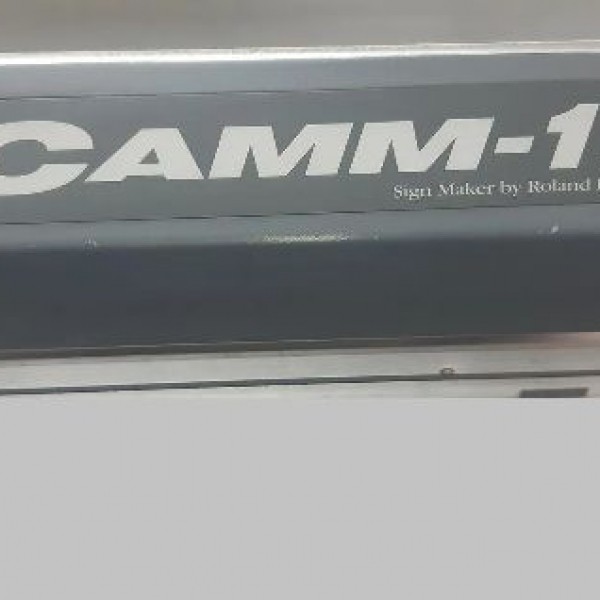 CAMM-1
Sign Maker by Roland